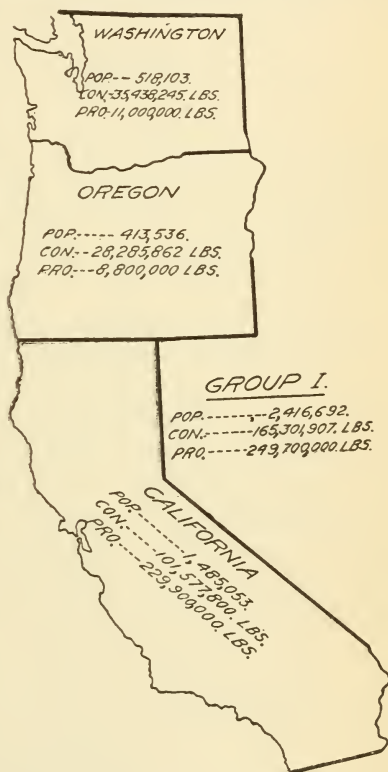 WASHINGTON
POP.-- 518,103.
CON.-35,438,245. LBS.
PRO.-11,000,000. LBS.
OREGON
POP.----- 413,536.
CON.--28,285,862 LBS.
PRO.---8,800,000 LBS.
GROUP I.
POP.-------2,416,692.
CON.------165,301,907. LBS.
PRO.-----249,700,000. LBS.
CALIFORNIA
POP.--------1,485,053.
CON.----101,577,800. LBS.
PRO.----229,900,000. LBS.